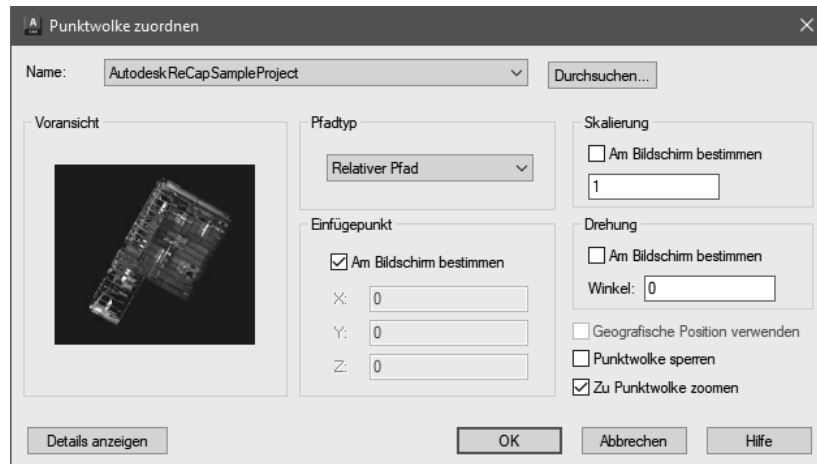 Punktwolke zuordnen
Name: AutodeskReCapSampleProject Durchsuchen...
Voransicht
Pfadtyp
Relativer Pfad
Einfügepunkt
Am Bildschirm bestimmen
X: 0
Y: 0
Z: 0
Skalierung
Am Bildschirm bestimmen
1
Drehung
Am Bildschirm bestimmen
Winkel: 0
Geografische Position verwenden
Punktwolke sperren
Zu Punktwolke zoomen
Details anzeigen OK Abbrechen Hilfe